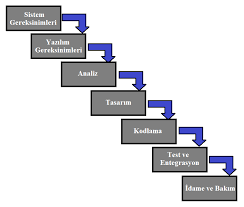 Sistem
Gereksinimleri
Yazılım
Gereksinimleri
Analiz
Tasarım
Kodlama
Test ve
Entegrasyon
İdame ve Bakım